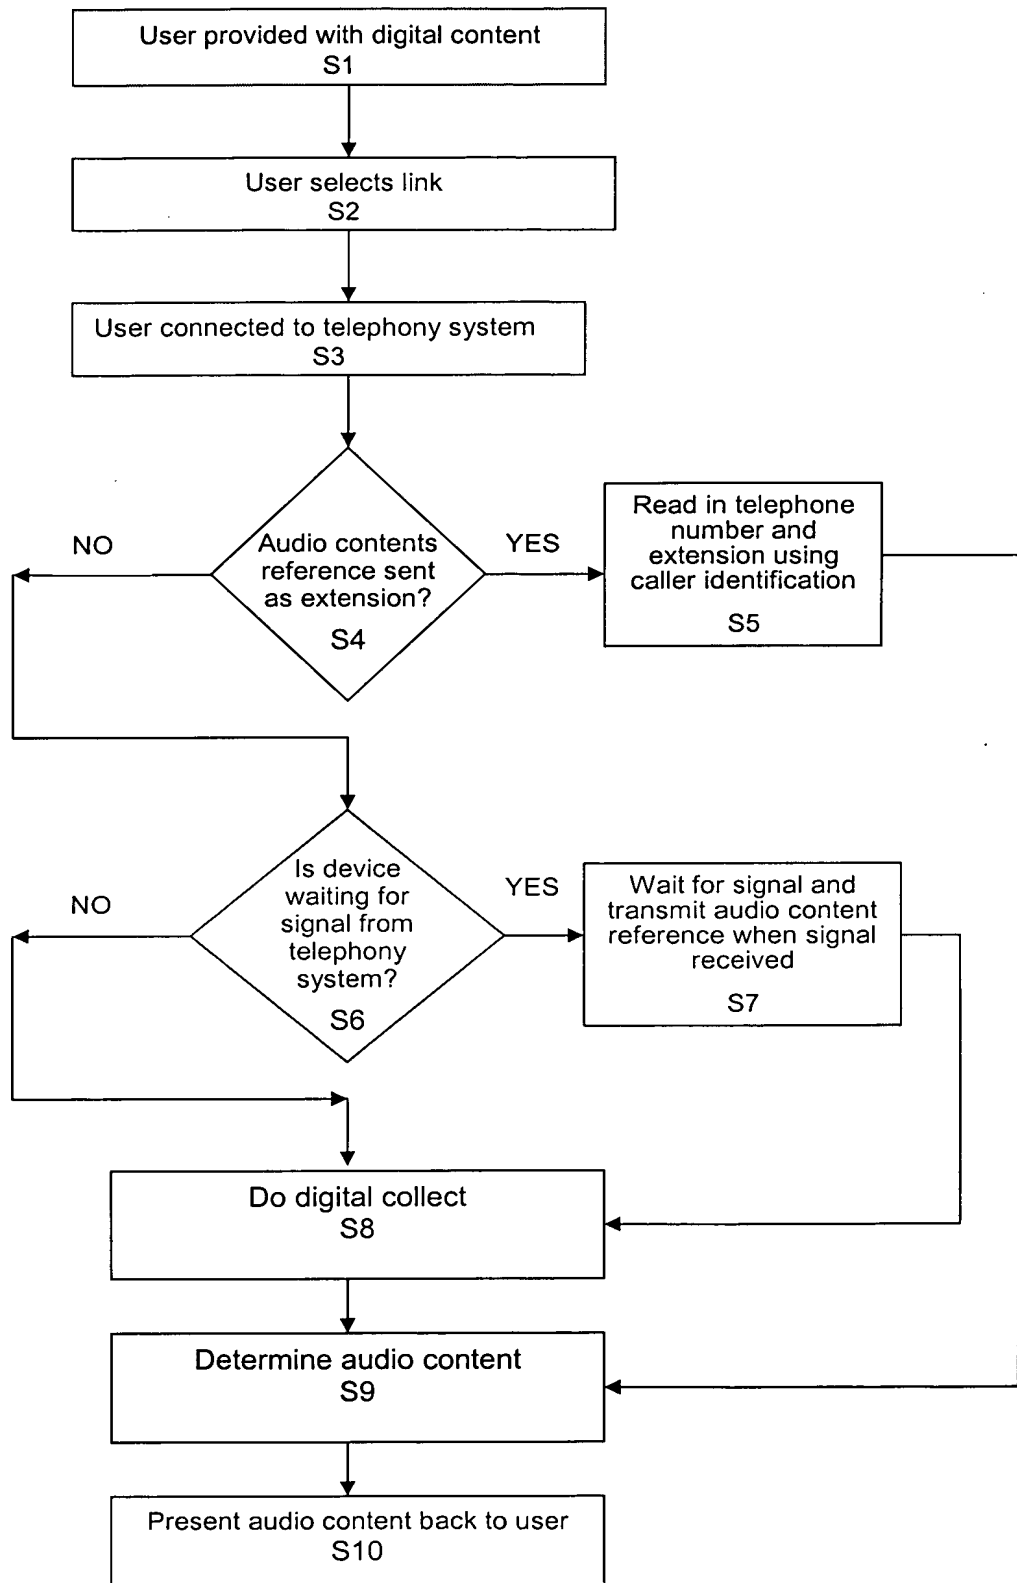 User provided with digital content
S1
User selects link
S2
User connected to telephony system
S3
Audio contents
reference sent
as extension?
S4
NO
YES
Read in telephone
number and
extension using
caller identification
S5
Is device
waiting for
signal from
telephony
system?
S6
NO
YES
Wait for signal and
transmit audio content
reference when signal
received
S7
Do digital collect
S8
Determine audio content
S9
Present audio content back to user
S10